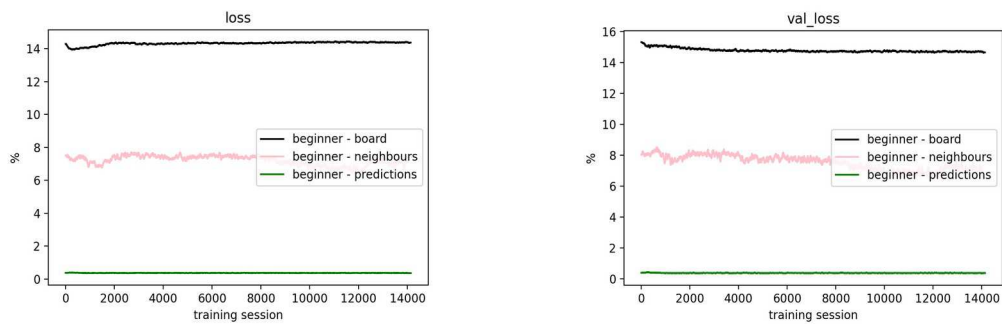 loss
14
12
10
8
6
4
2
0
%
beginner - board
beginner - neighbours
beginner - predictions
0 2000 4000 6000 8000 10000 12000 14000
training session
val_loss
16
14
12
10
8
6
4
2
0
%
beginner - board
beginner - neighbours
beginner - predictions
0 2000 4000 6000 8000 10000 12000 14000
training session